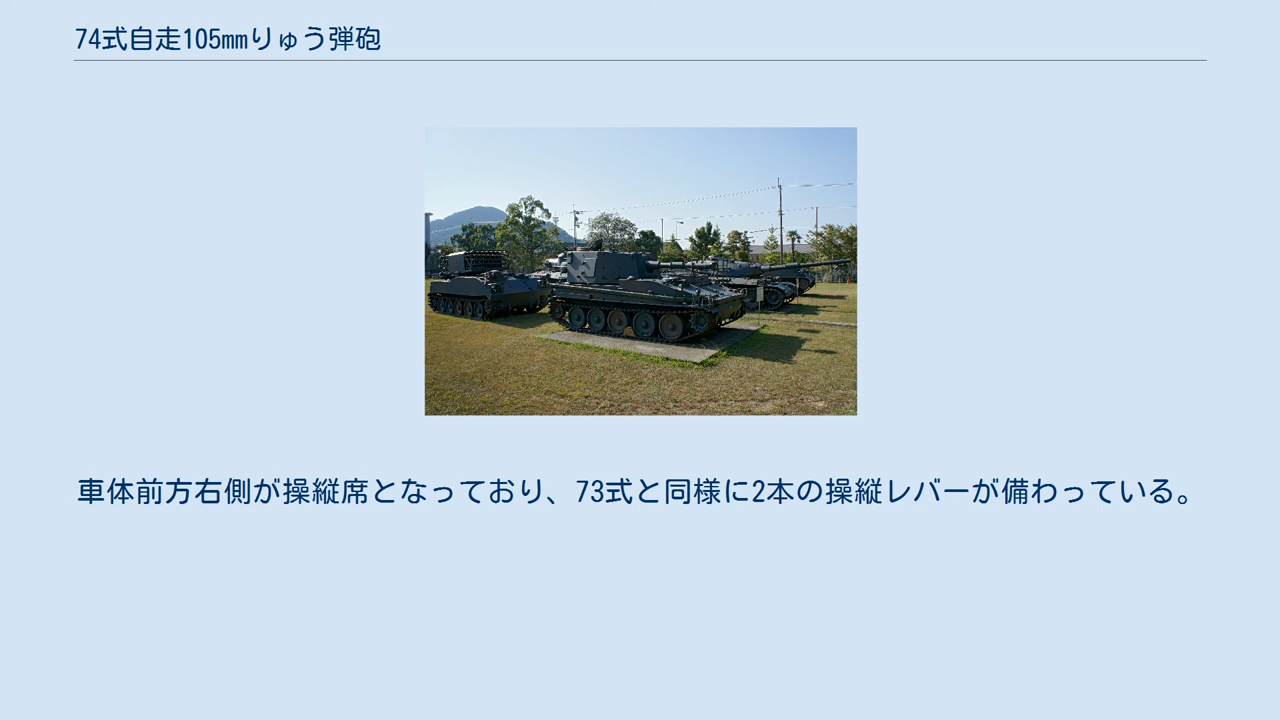 74式自走105mmりゅう弾砲
車体前方右側が操縦席となっており、73式と同様に2本の操縦レバーが備わっている。